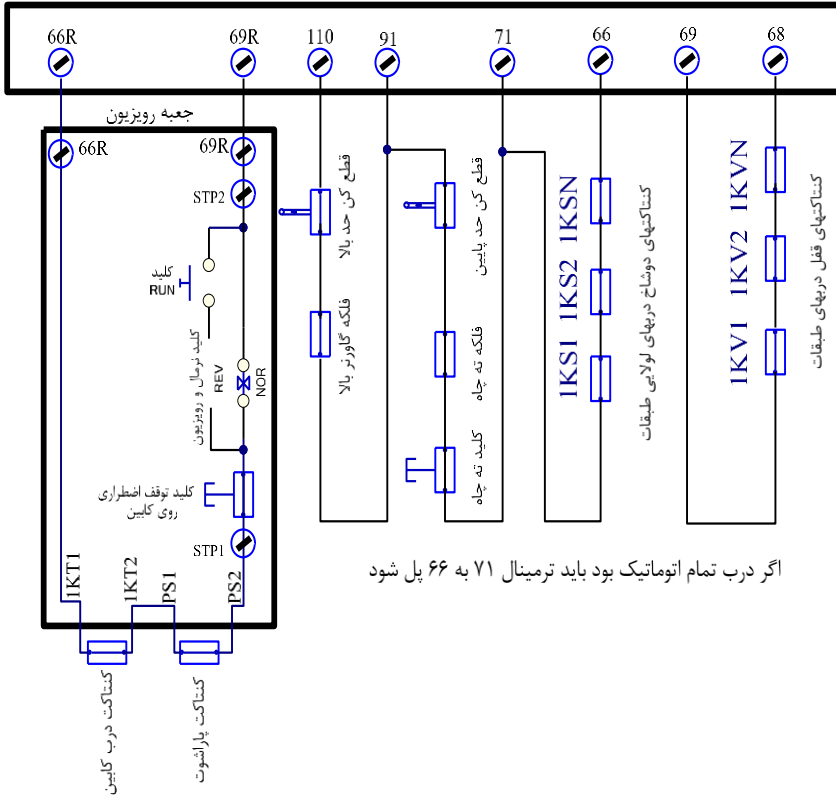 66R 69R 110 91 71 66 69 68
جعبه رویزیون
66R
69R
STP2
کلید
RUN
کلید نرمال و رویزیون
REV
NOR
کلید توقف اضطراری
روی کابین
STP1
1KT1
1KT2
PS1
PS2
کنتاکت درب کابین
کنتاکت پاراشوت
قطع کن حد بالا
فلکه گاورنر بالا
قطع کن حد پایین
فلکه ته چاه
کلید ته چاه
1KS1 1KS2 1KSN
کنتاکتهای دوشاخ دربهای لولایی طبقات
1KV1 1KV2 1KVN
کنتاکتهای قفل دربهای طبقات
اگر درب تمام اتوماتیک بود باید ترمینال ۷۱ به ۶۶ پل شود